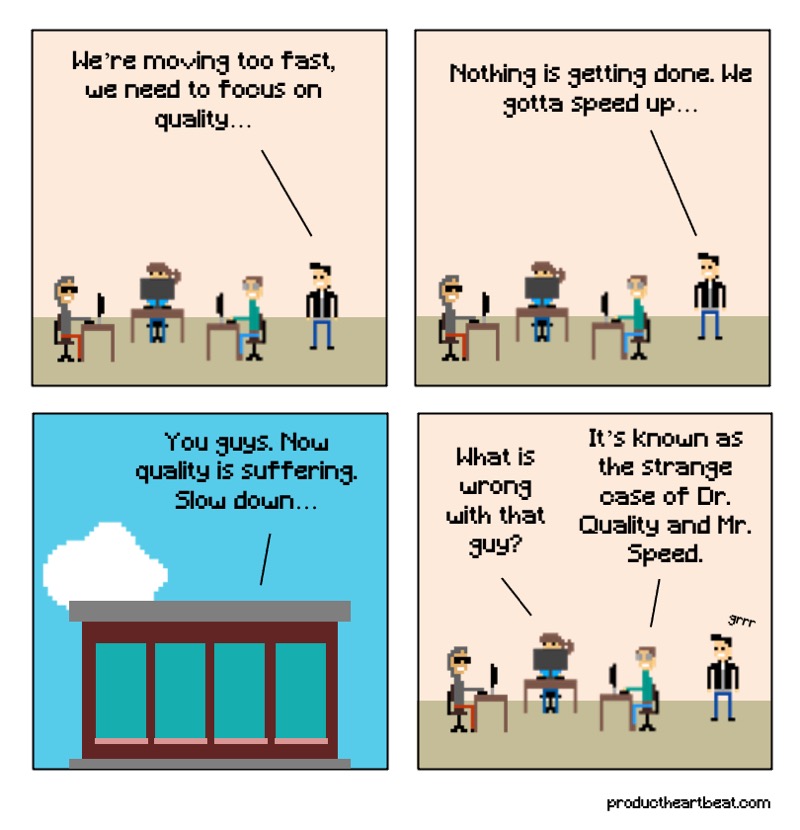 We're moving too fast,
we need to focus on
quality...
Nothing is getting done. We
gotta speed up...
You guys. Now
quality is suffering.
Slow down...
What is
wrong
with that
guy?
It's known as
the strange
case of Dr.
Quality and Mr.
Speed.
grrr
productheartbeat.com